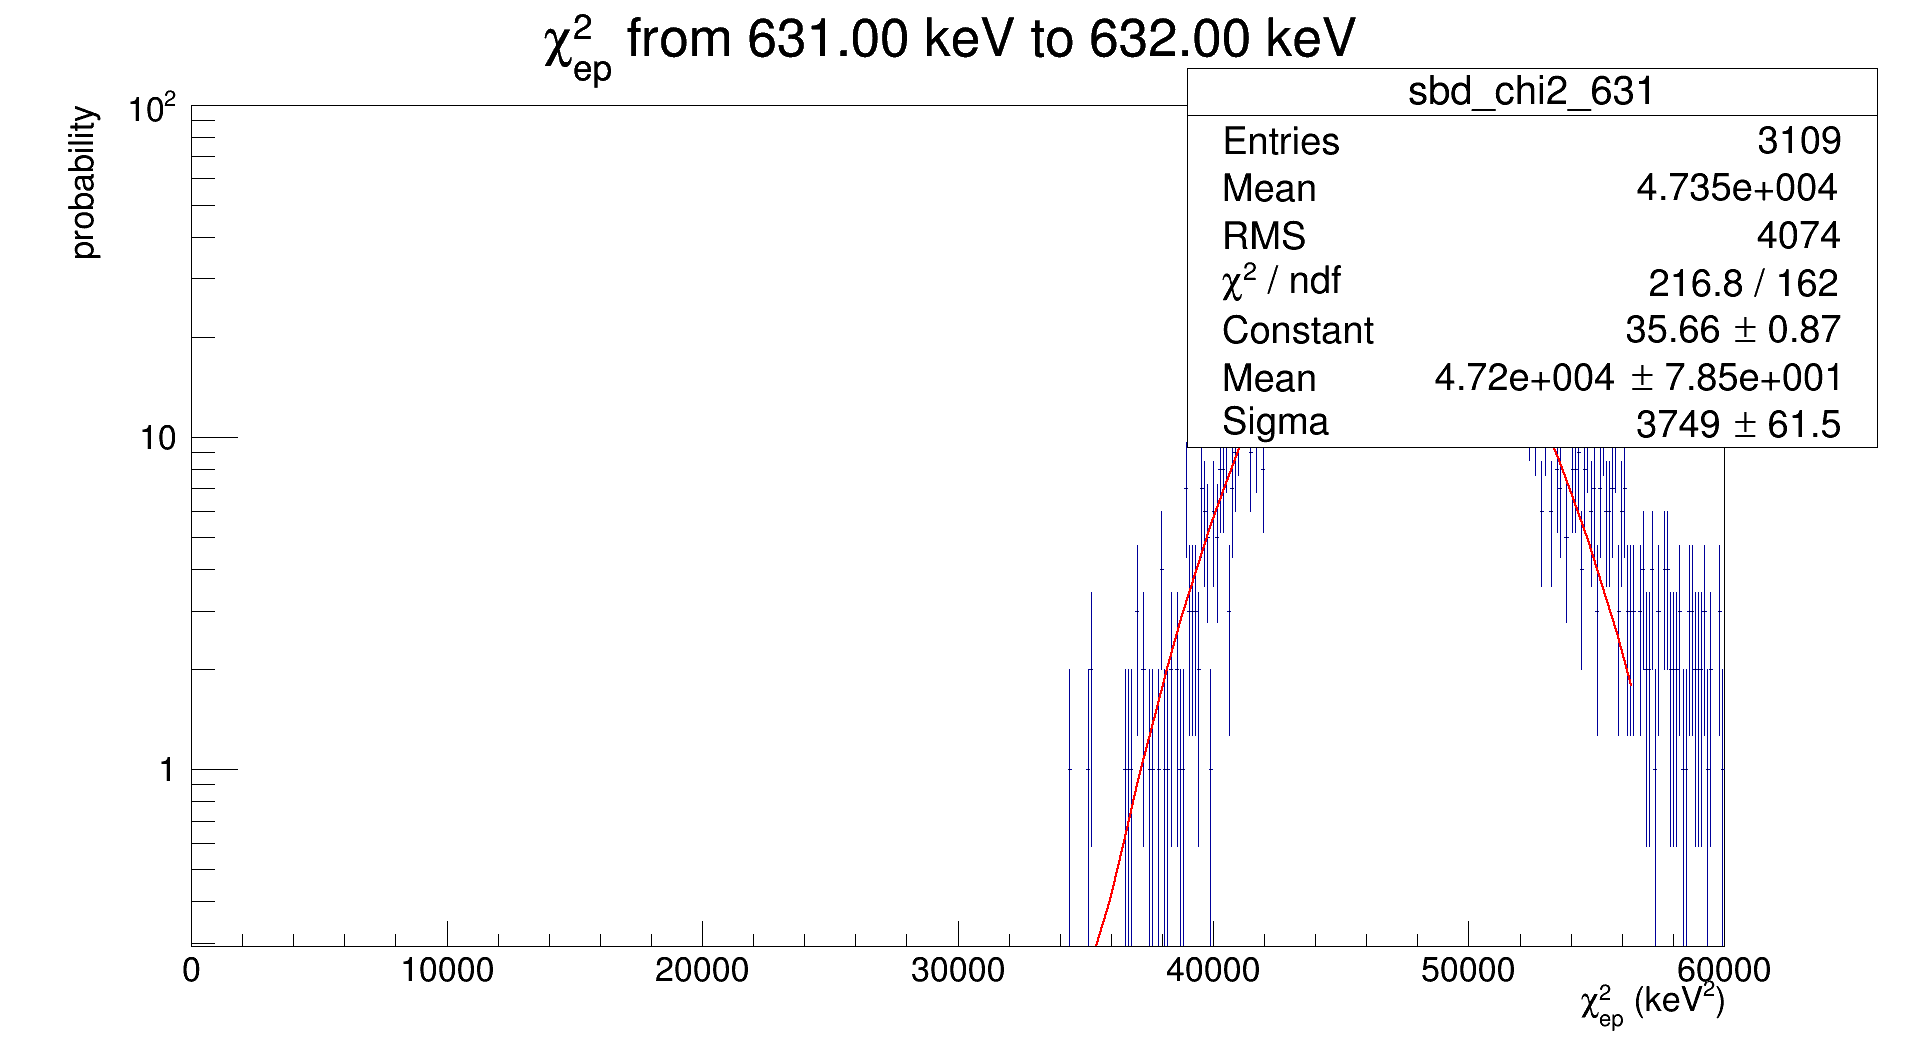 χ²ep from 631.00 keV to 632.00 keV
sbd_chi2_631
Entries 3109
Mean 4.735e+004
RMS 4074
χ² / ndf 216.8 / 162
Constant 35.66 ± 0.87
Mean 4.72e+004 ± 7.85e+001
Sigma 3749 ± 61.5
probability
10²
10
1
0 10000 20000 30000 40000 50000 60000
χ²ep (keV²)